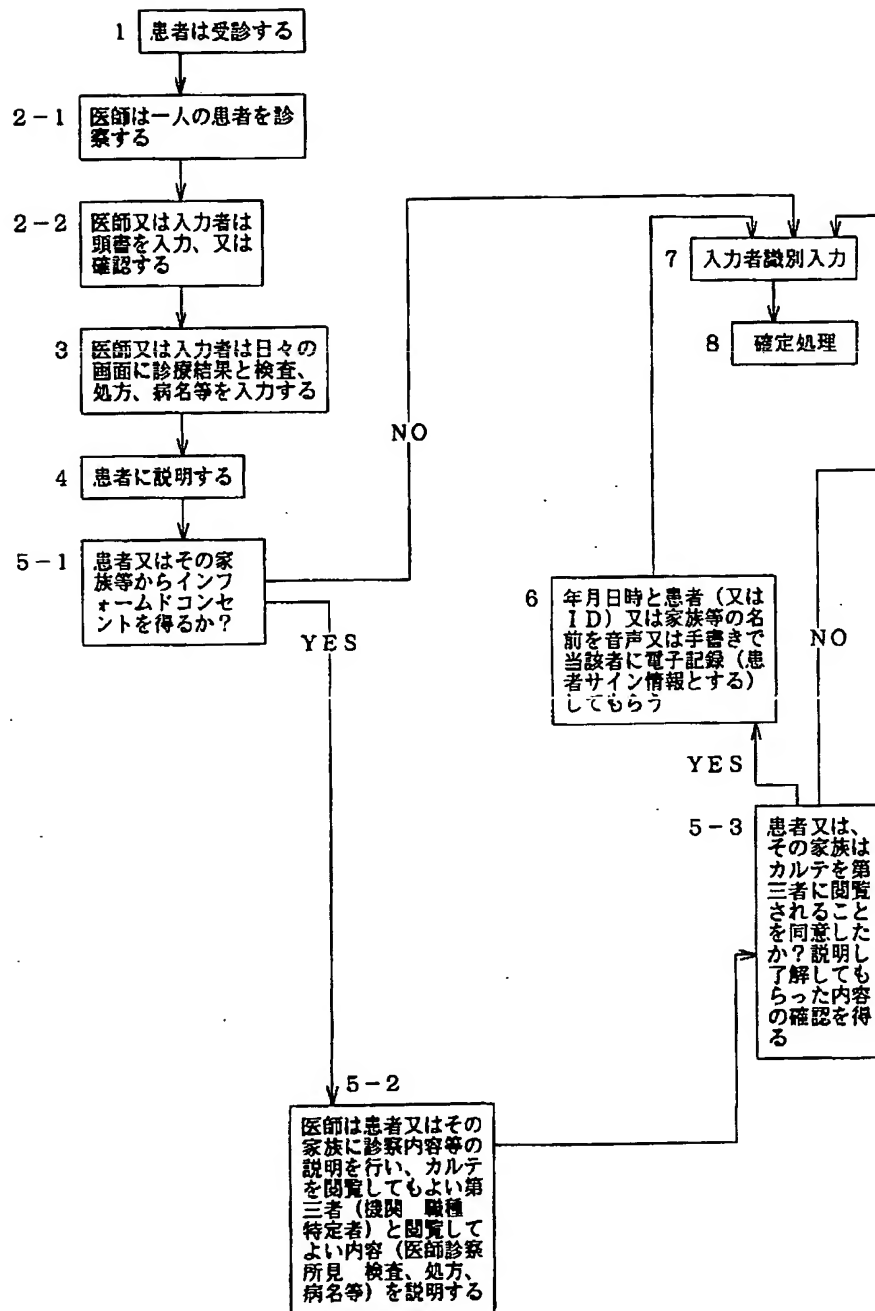 1 患者は受診する
2-1 医師は一人の患者を診
察する
2-2 医師又は入力者は
頭書を入力、又は
確認する
3 医師又は入力者は日々の
画面に診療結果と検査、
処方、病名等を入力する
4 患者に説明する
5-1 患者又はその家
族等からインフ
ォームドコンセ
ントを得るか?
NO
YES
5-2
医師は患者又はその
家族に診察内容等の
説明を行い、カルテ
を閲覧してもよい第
三者(機関 職種
特定者)と閲覧して
よい内容(医師診察
所見 検査、処方、
病名等)を説明する
5-3 患者又は、
その家族は
カルテを第
三者に閲覧
されること
を同意した
か?説明し
了解しても
らった内容
の確認を得
る
YES
NO
6 年月日時と患者(又は
ID)又は家族等の名
前を音声又は手書きで
当該者に電子記録(患
者サイン情報とする)
してもらう
7 入力者識別入力
8 確定処理